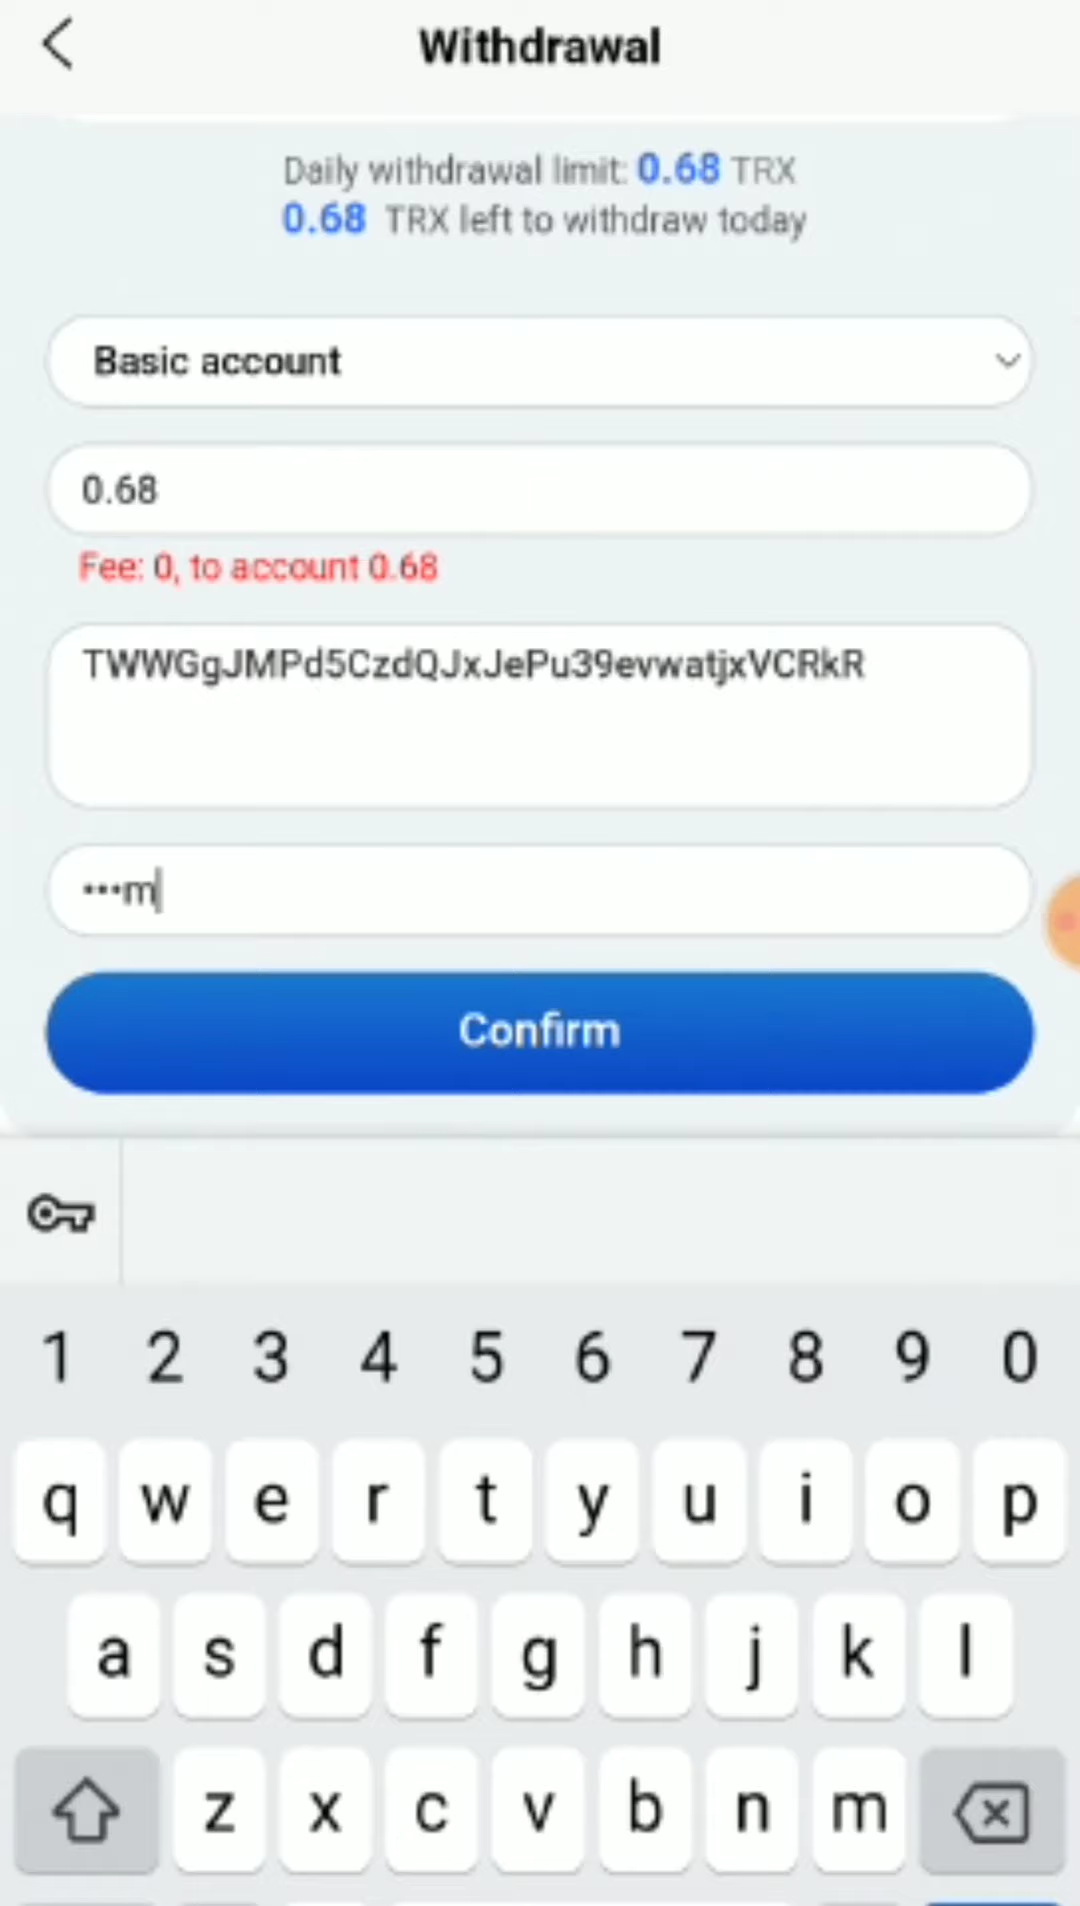 Withdrawal
Daily withdrawal limit: 0.68 TRX
0.68 TRX left to withdraw today
Basic account
0.68
Fee: 0, to account 0.68
TWWGgJMPd5CzdQJxJePu39evwatjxVCRkR
•••m
Confirm
1 2 3 4 5 6 7 8 9 0
q w e r t y u i o p
a s d f g h j k l
z x c v b n m